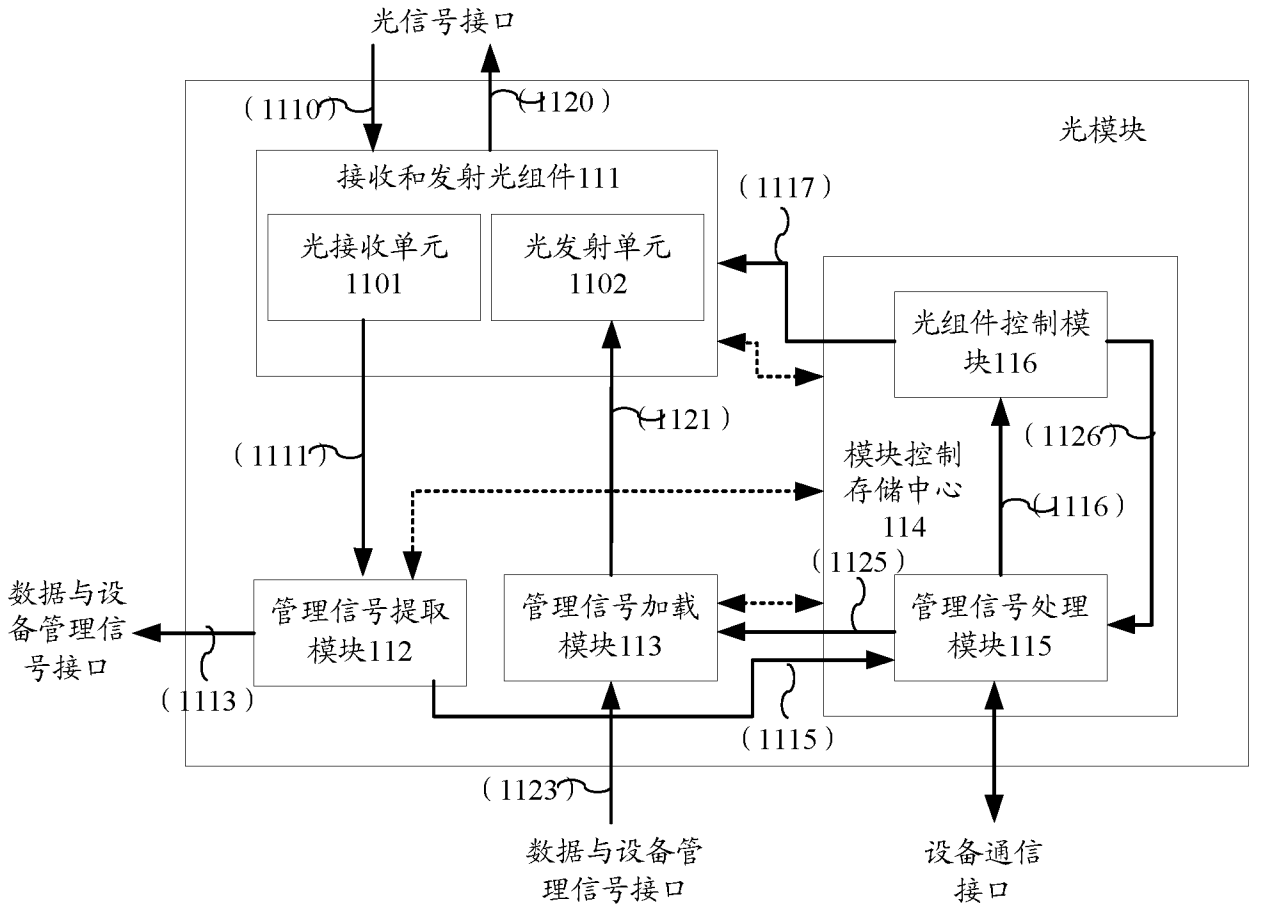 光信号接口
（1110）
（1120）
光模块
接收和发射光组件111
（1117）
光接收单元
1101
光发射单元
1102
光组件控制模
块116
（1121）
（1126）
（1111）
模块控制
存储中心
114
（1116）
（1125）
数据与设
备管理信
号接口
管理信号提取
模块112
管理信号加载
模块113
管理信号处理
模块115
（1113）
（1115）
（1123）
数据与设备管
理信号接口
设备通信
接口